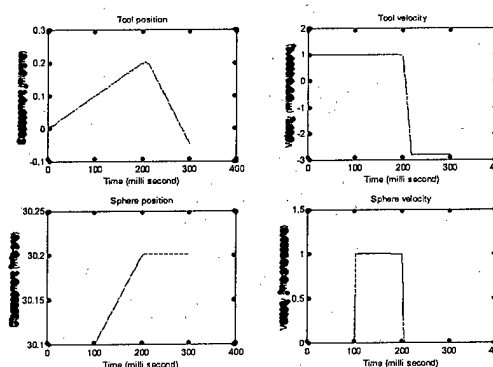 Tool position
0.3
0.2
0.1
0
-0.1
0 100 200 300 400
Time (milli second)
Tool velocity
2
1
0
-1
-2
-3
0 100 200 300 400
Time (milli second)
Sphere position
30.25
30.2
30.15
30.1
0 100 200 300 400
Time (milli second)
Sphere velocity
1.5
1
0.5
0
0 100 200 300 400
Time (milli second)